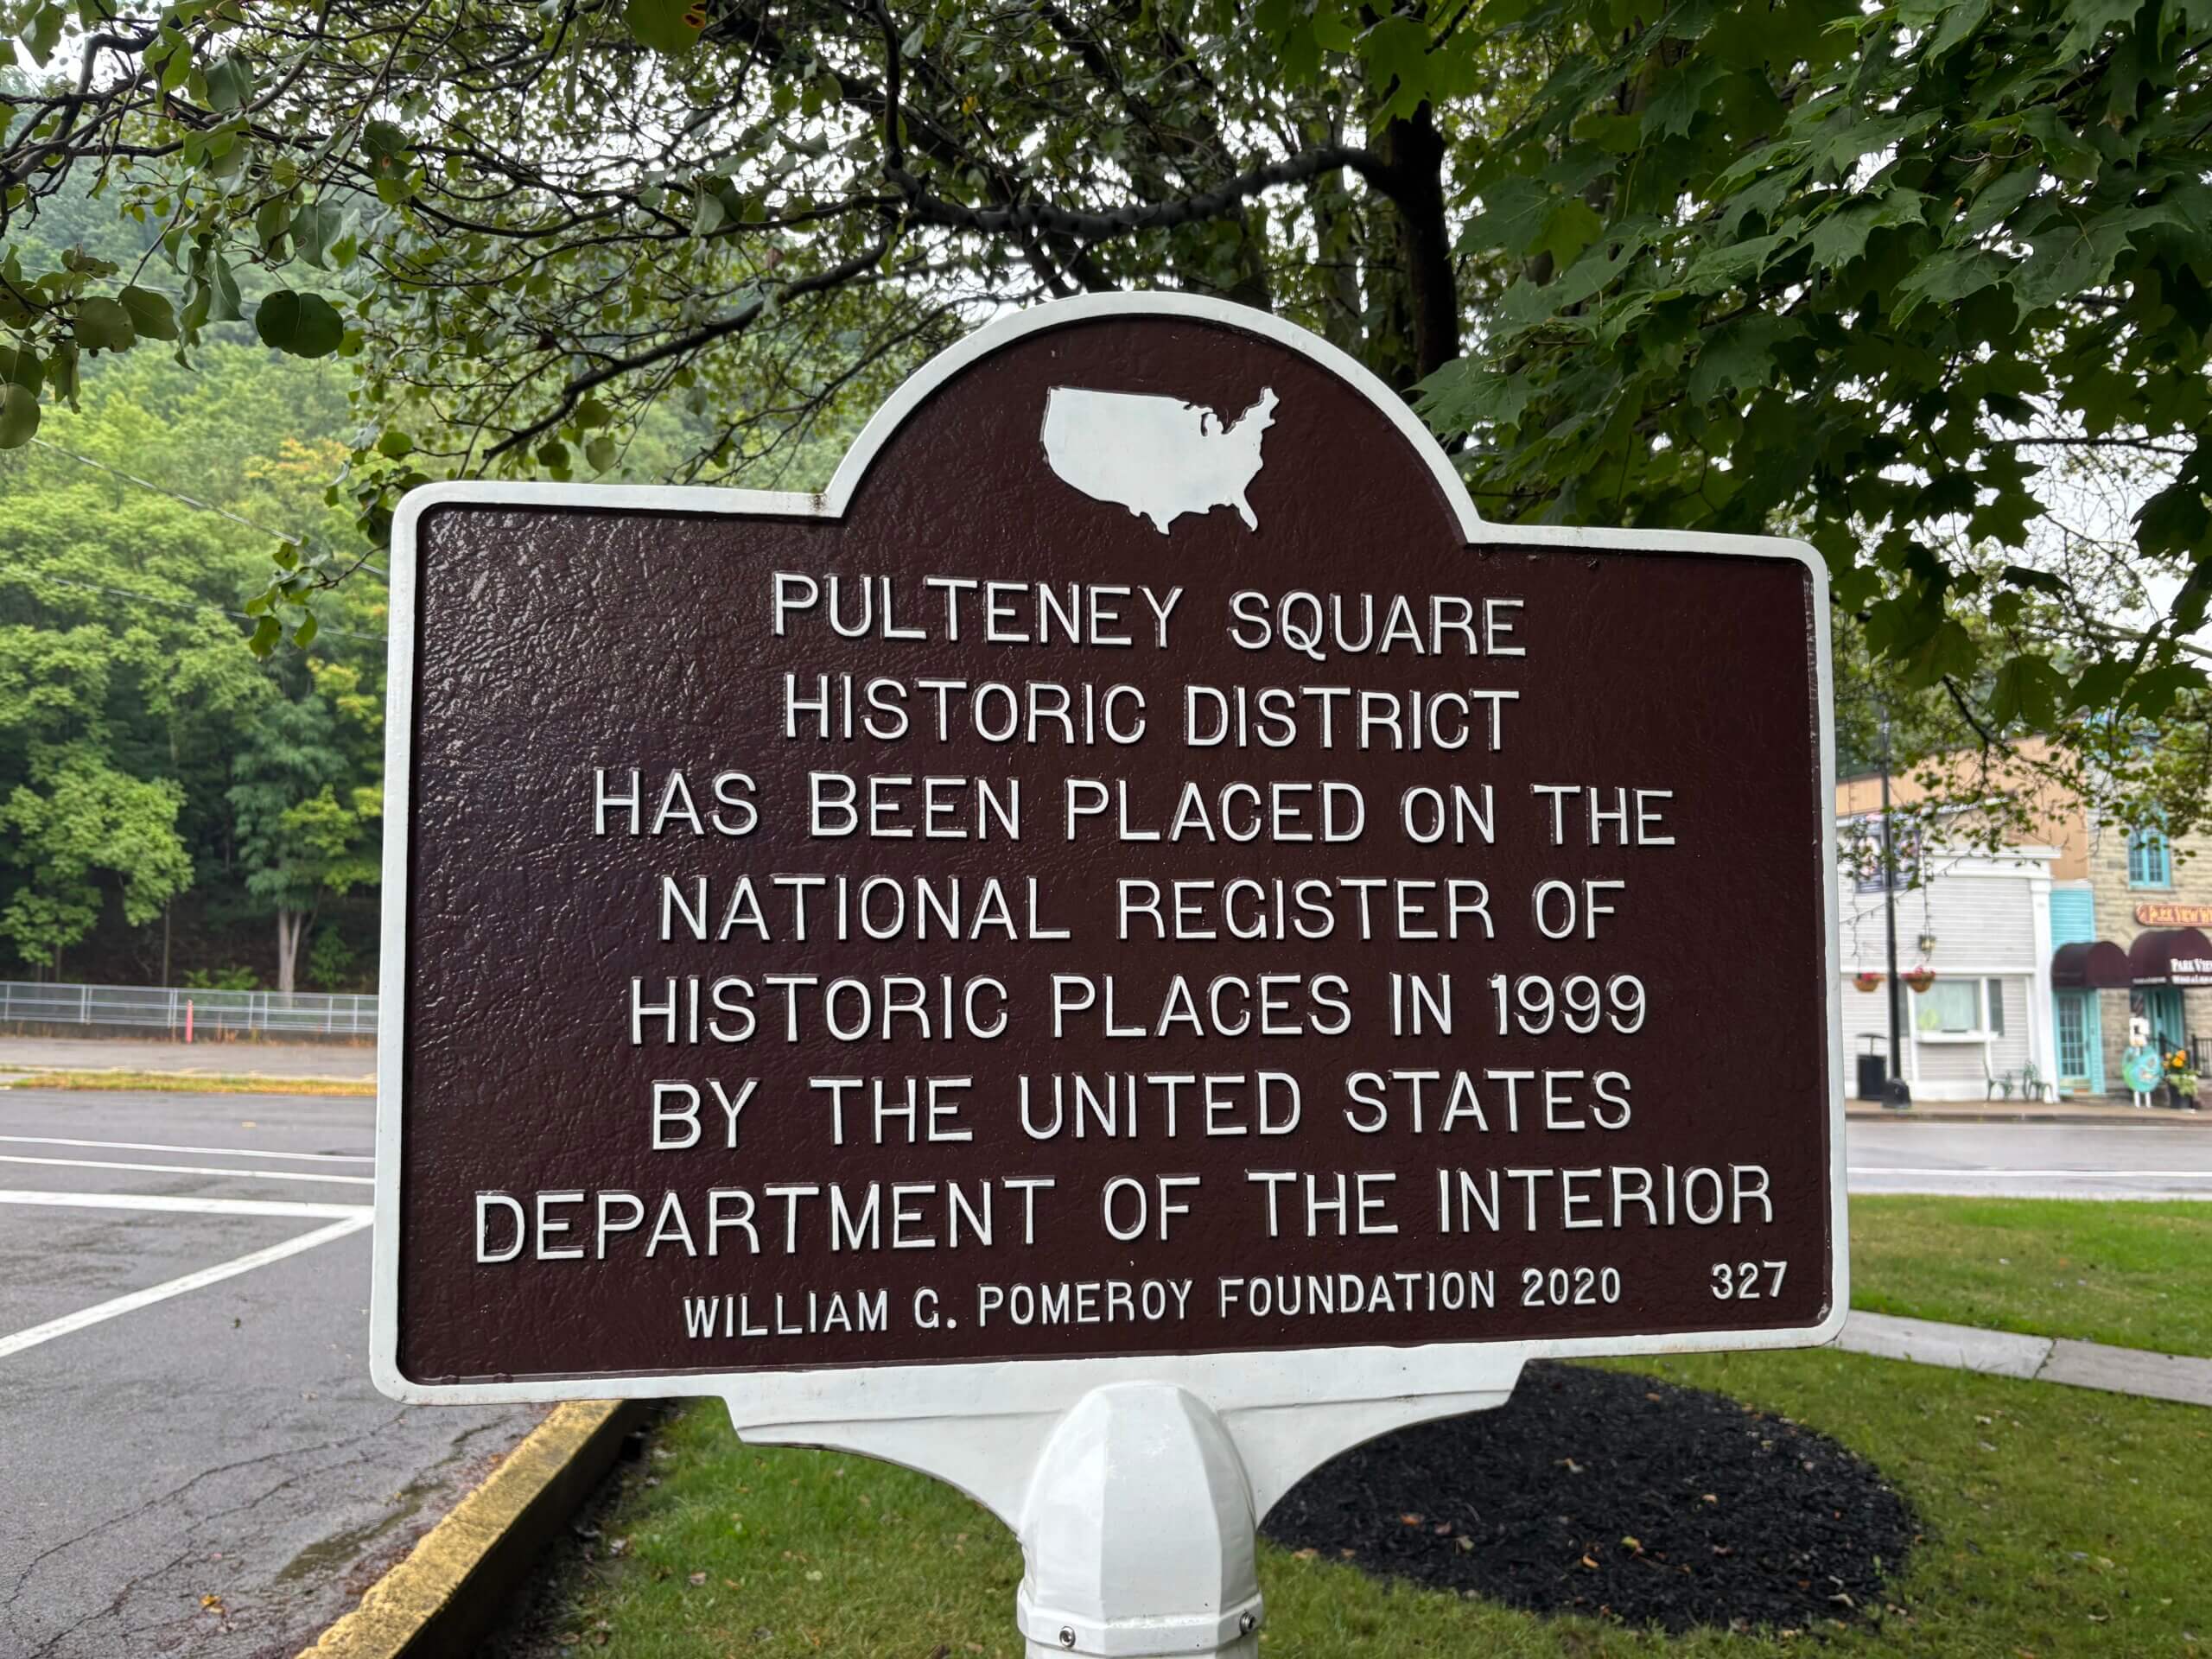 PULTENEY SQUARE
HISTORIC DISTRICT
HAS BEEN PLACED ON THE
NATIONAL REGISTER OF
HISTORIC PLACES IN 1999
BY THE UNITED STATES
DEPARTMENT OF THE INTERIOR
WILLIAM G. POMEROY FOUNDATION 2020 327